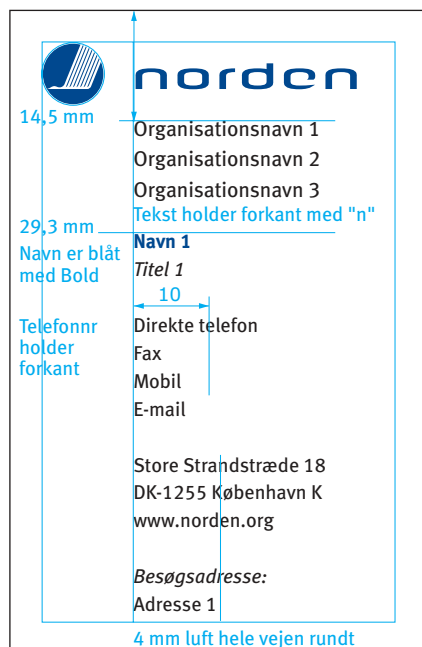 norden
14,5 mm
Organisationsnavn 1
Organisationsnavn 2
Organisationsnavn 3
Tekst holder forkant med "n"
29,3 mm
Navn 1
Navn er blåt
med Bold
Titel 1
10
Telefonnr
holder
forkant
Direkte telefon
Fax
Mobil
E-mail
Store Strandstræde 18
DK-1255 København K
www.norden.org
Besøgsadresse:
Adresse 1
4 mm luft hele vejen rundt